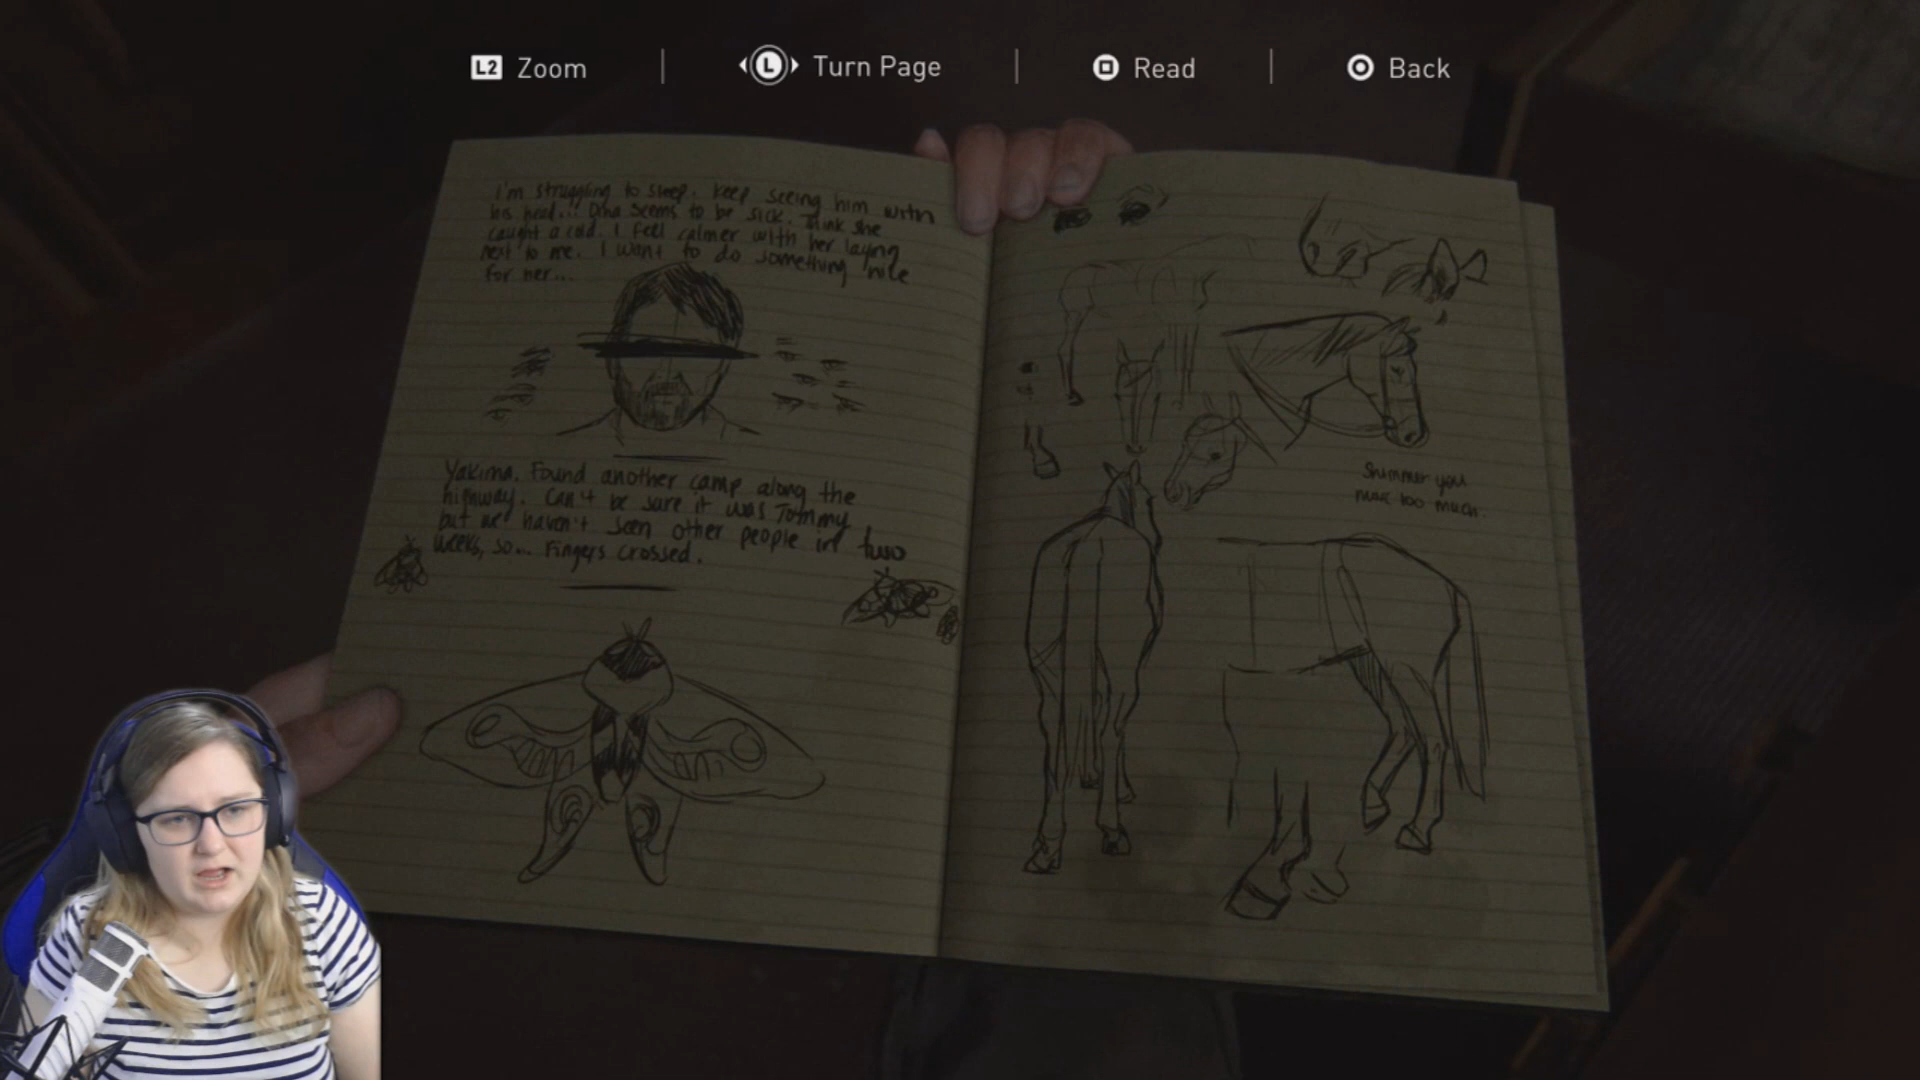 L2 Zoom
L Turn Page
Read
Back
I'm struggling to sleep. Keep seeing him with
his head... Dina seems to be sick. Think she
caught a cold. I feel calmer with her laying
next to me. I want to do something nice
for her...
Yakima. Found another camp along the
highway. Can't be sure it was Tommy
but we haven't seen other people in two
weeks, so... Fingers crossed.
Shimmer you
move too much.